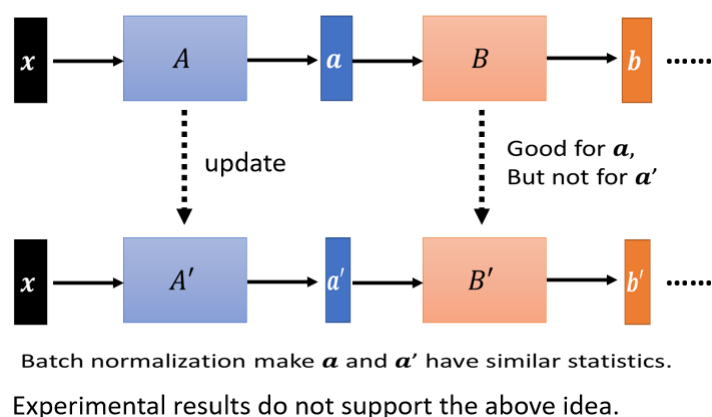 x A a B b ......
update
Good for a,
But not for a′
x A′ a′ B′ b′ ......
Batch normalization make a and a′ have similar statistics.
Experimental results do not support the above idea.